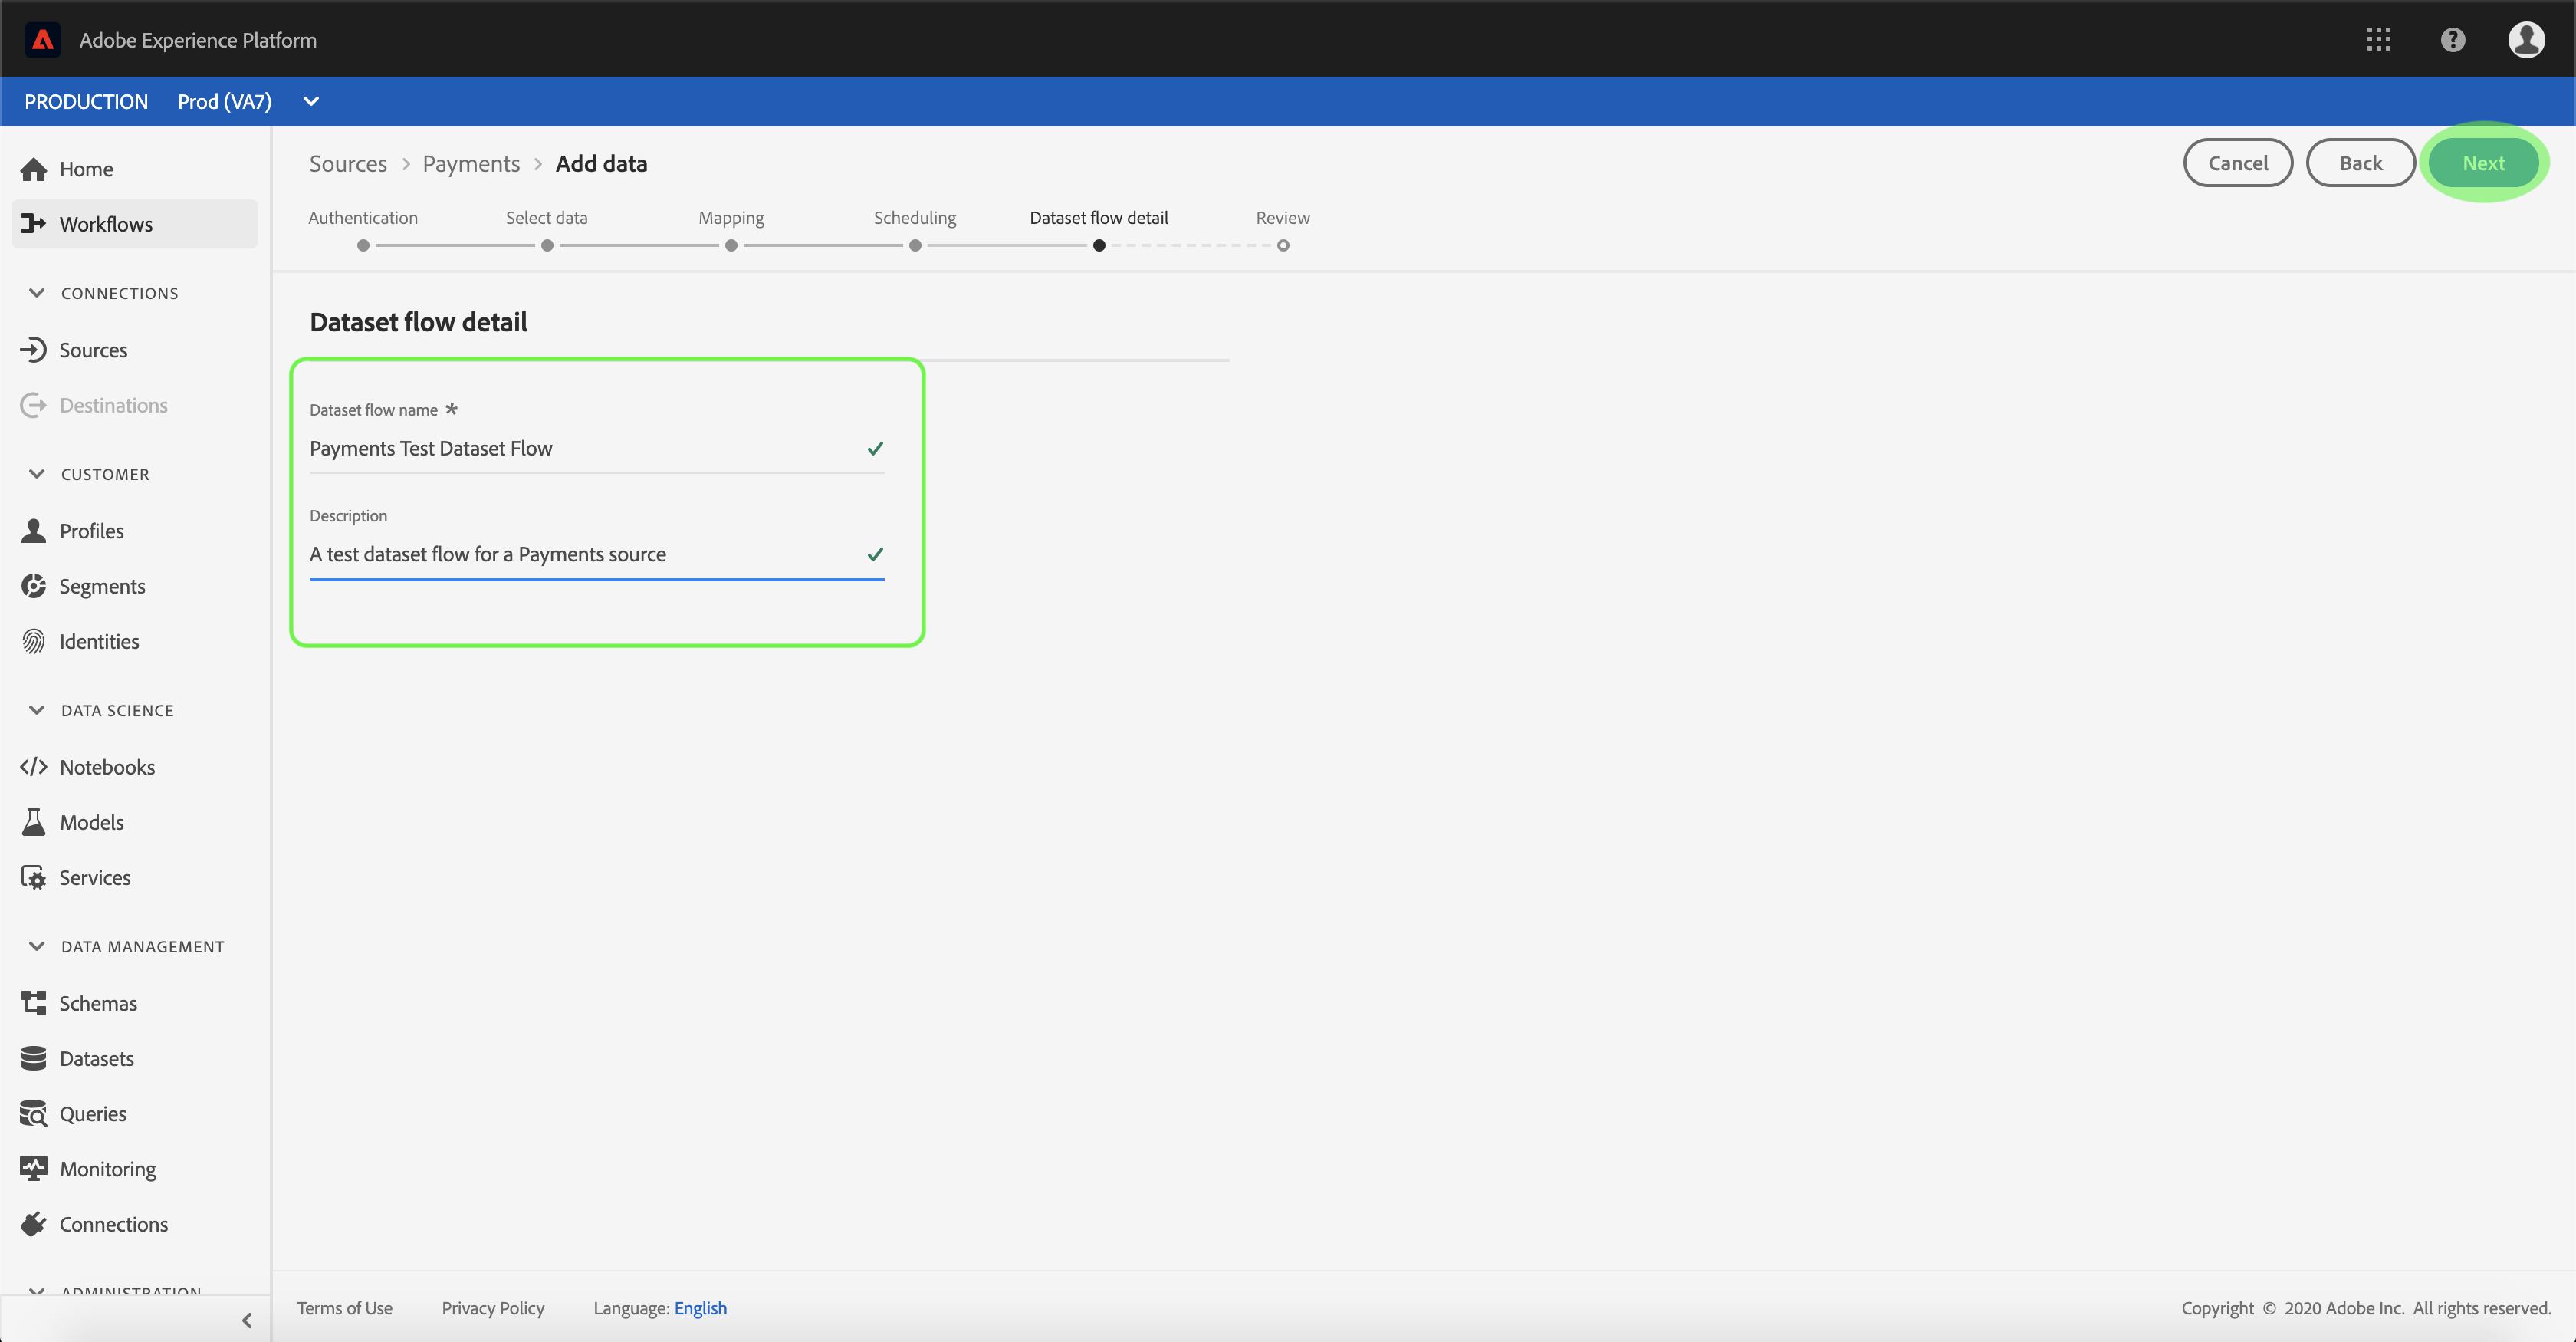 Adobe Experience Platform
PRODUCTION Prod (VA7)
Home
Workflows
CONNECTIONS
Sources
Destinations
CUSTOMER
Profiles
Segments
Identities
DATA SCIENCE
Notebooks
Models
Services
DATA MANAGEMENT
Schemas
Datasets
Queries
Monitoring
Connections
ADMINISTRATION
Sources > Payments > Add data
Cancel Back Next
Authentication Select data Mapping Scheduling Dataset flow detail Review
Dataset flow detail
Dataset flow name *
Payments Test Dataset Flow
Description
A test dataset flow for a Payments source
Terms of Use Privacy Policy Language: English
Copyright © 2020 Adobe Inc. All rights reserved.